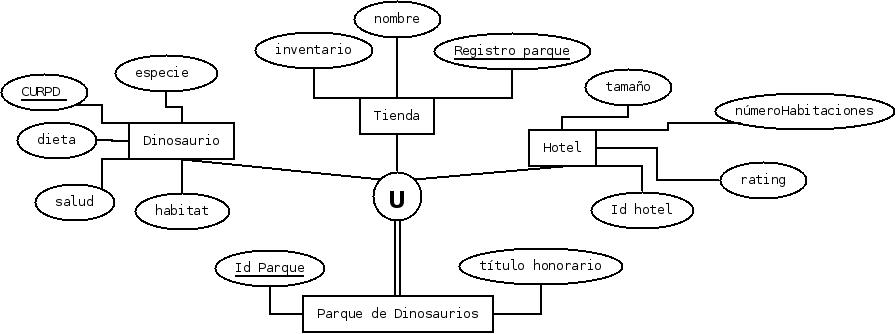 nombre
inventario
Registro parque
especie
CURPD
tamaño
númeroHabitaciones
Tienda
dieta
Dinosaurio
Hotel
rating
salud
habitat
U
Id hotel
Id Parque
título honorario
Parque de Dinosaurios